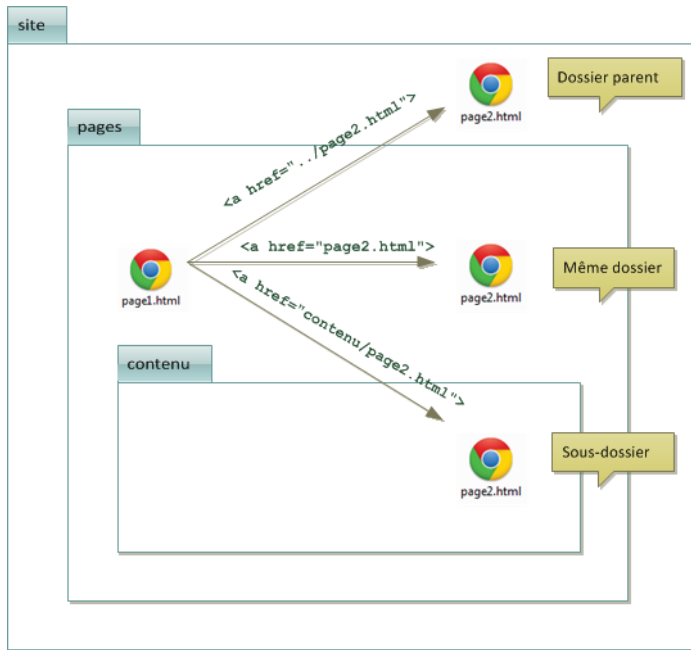 site
Dossier parent
page2.html
pages
<a href="../page2.html">
<a href="page2.html">
page1.html
page2.html
Même dossier
<a href="contenu/page2.html">
contenu
Sous-dossier
page2.html